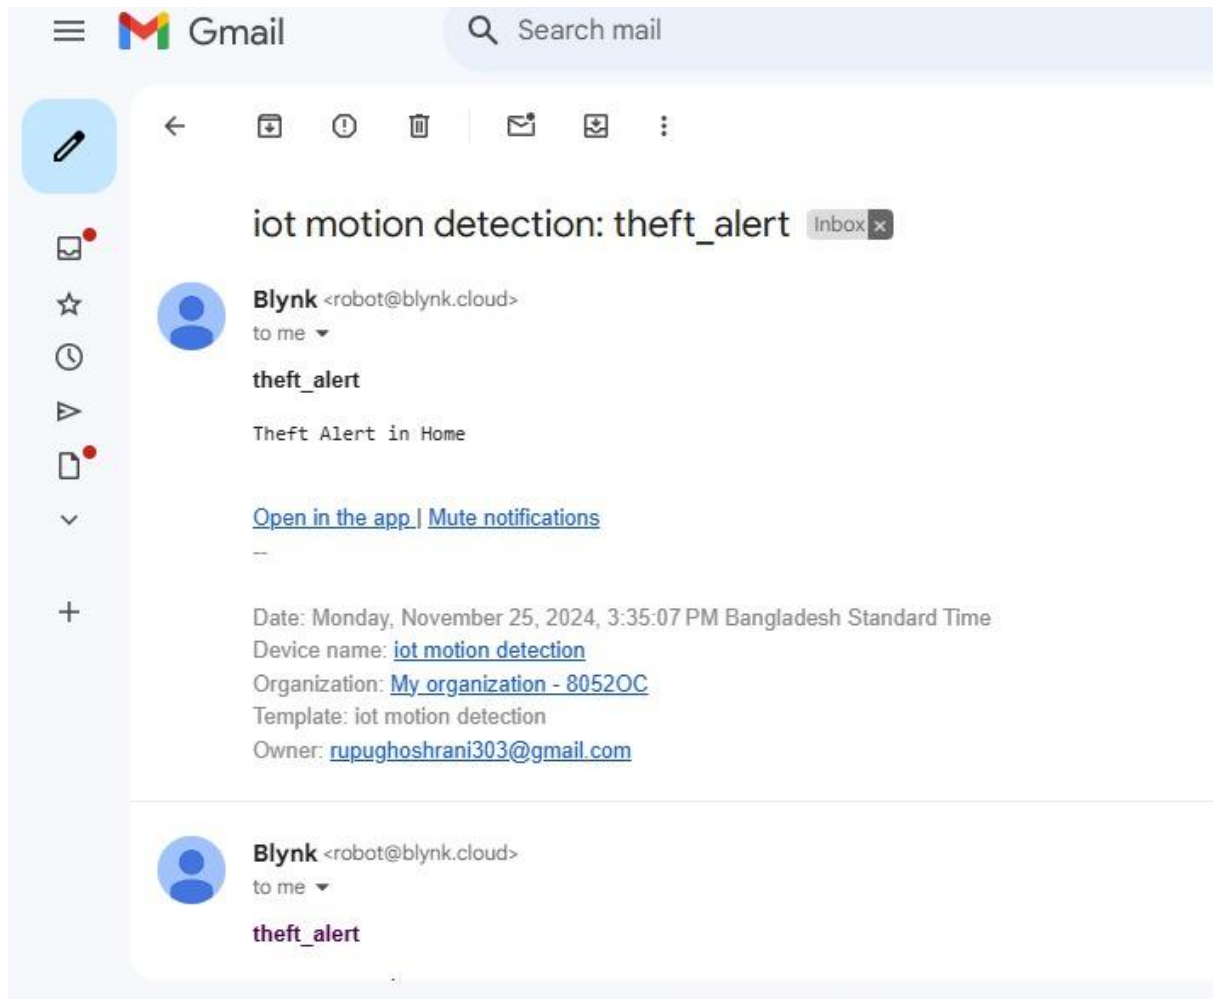 Gmail
Search mail
iot motion detection: theft_alert Inbox x
Blynk <robot@blynk.cloud>
to me
theft_alert
Theft Alert in Home
Open in the app | Mute notifications
--
Date: Monday, November 25, 2024, 3:35:07 PM Bangladesh Standard Time
Device name: iot motion detection
Organization: My organization - 8052OC
Template: iot motion detection
Owner: rupughoshrani303@gmail.com
Blynk <robot@blynk.cloud>
to me
theft_alert